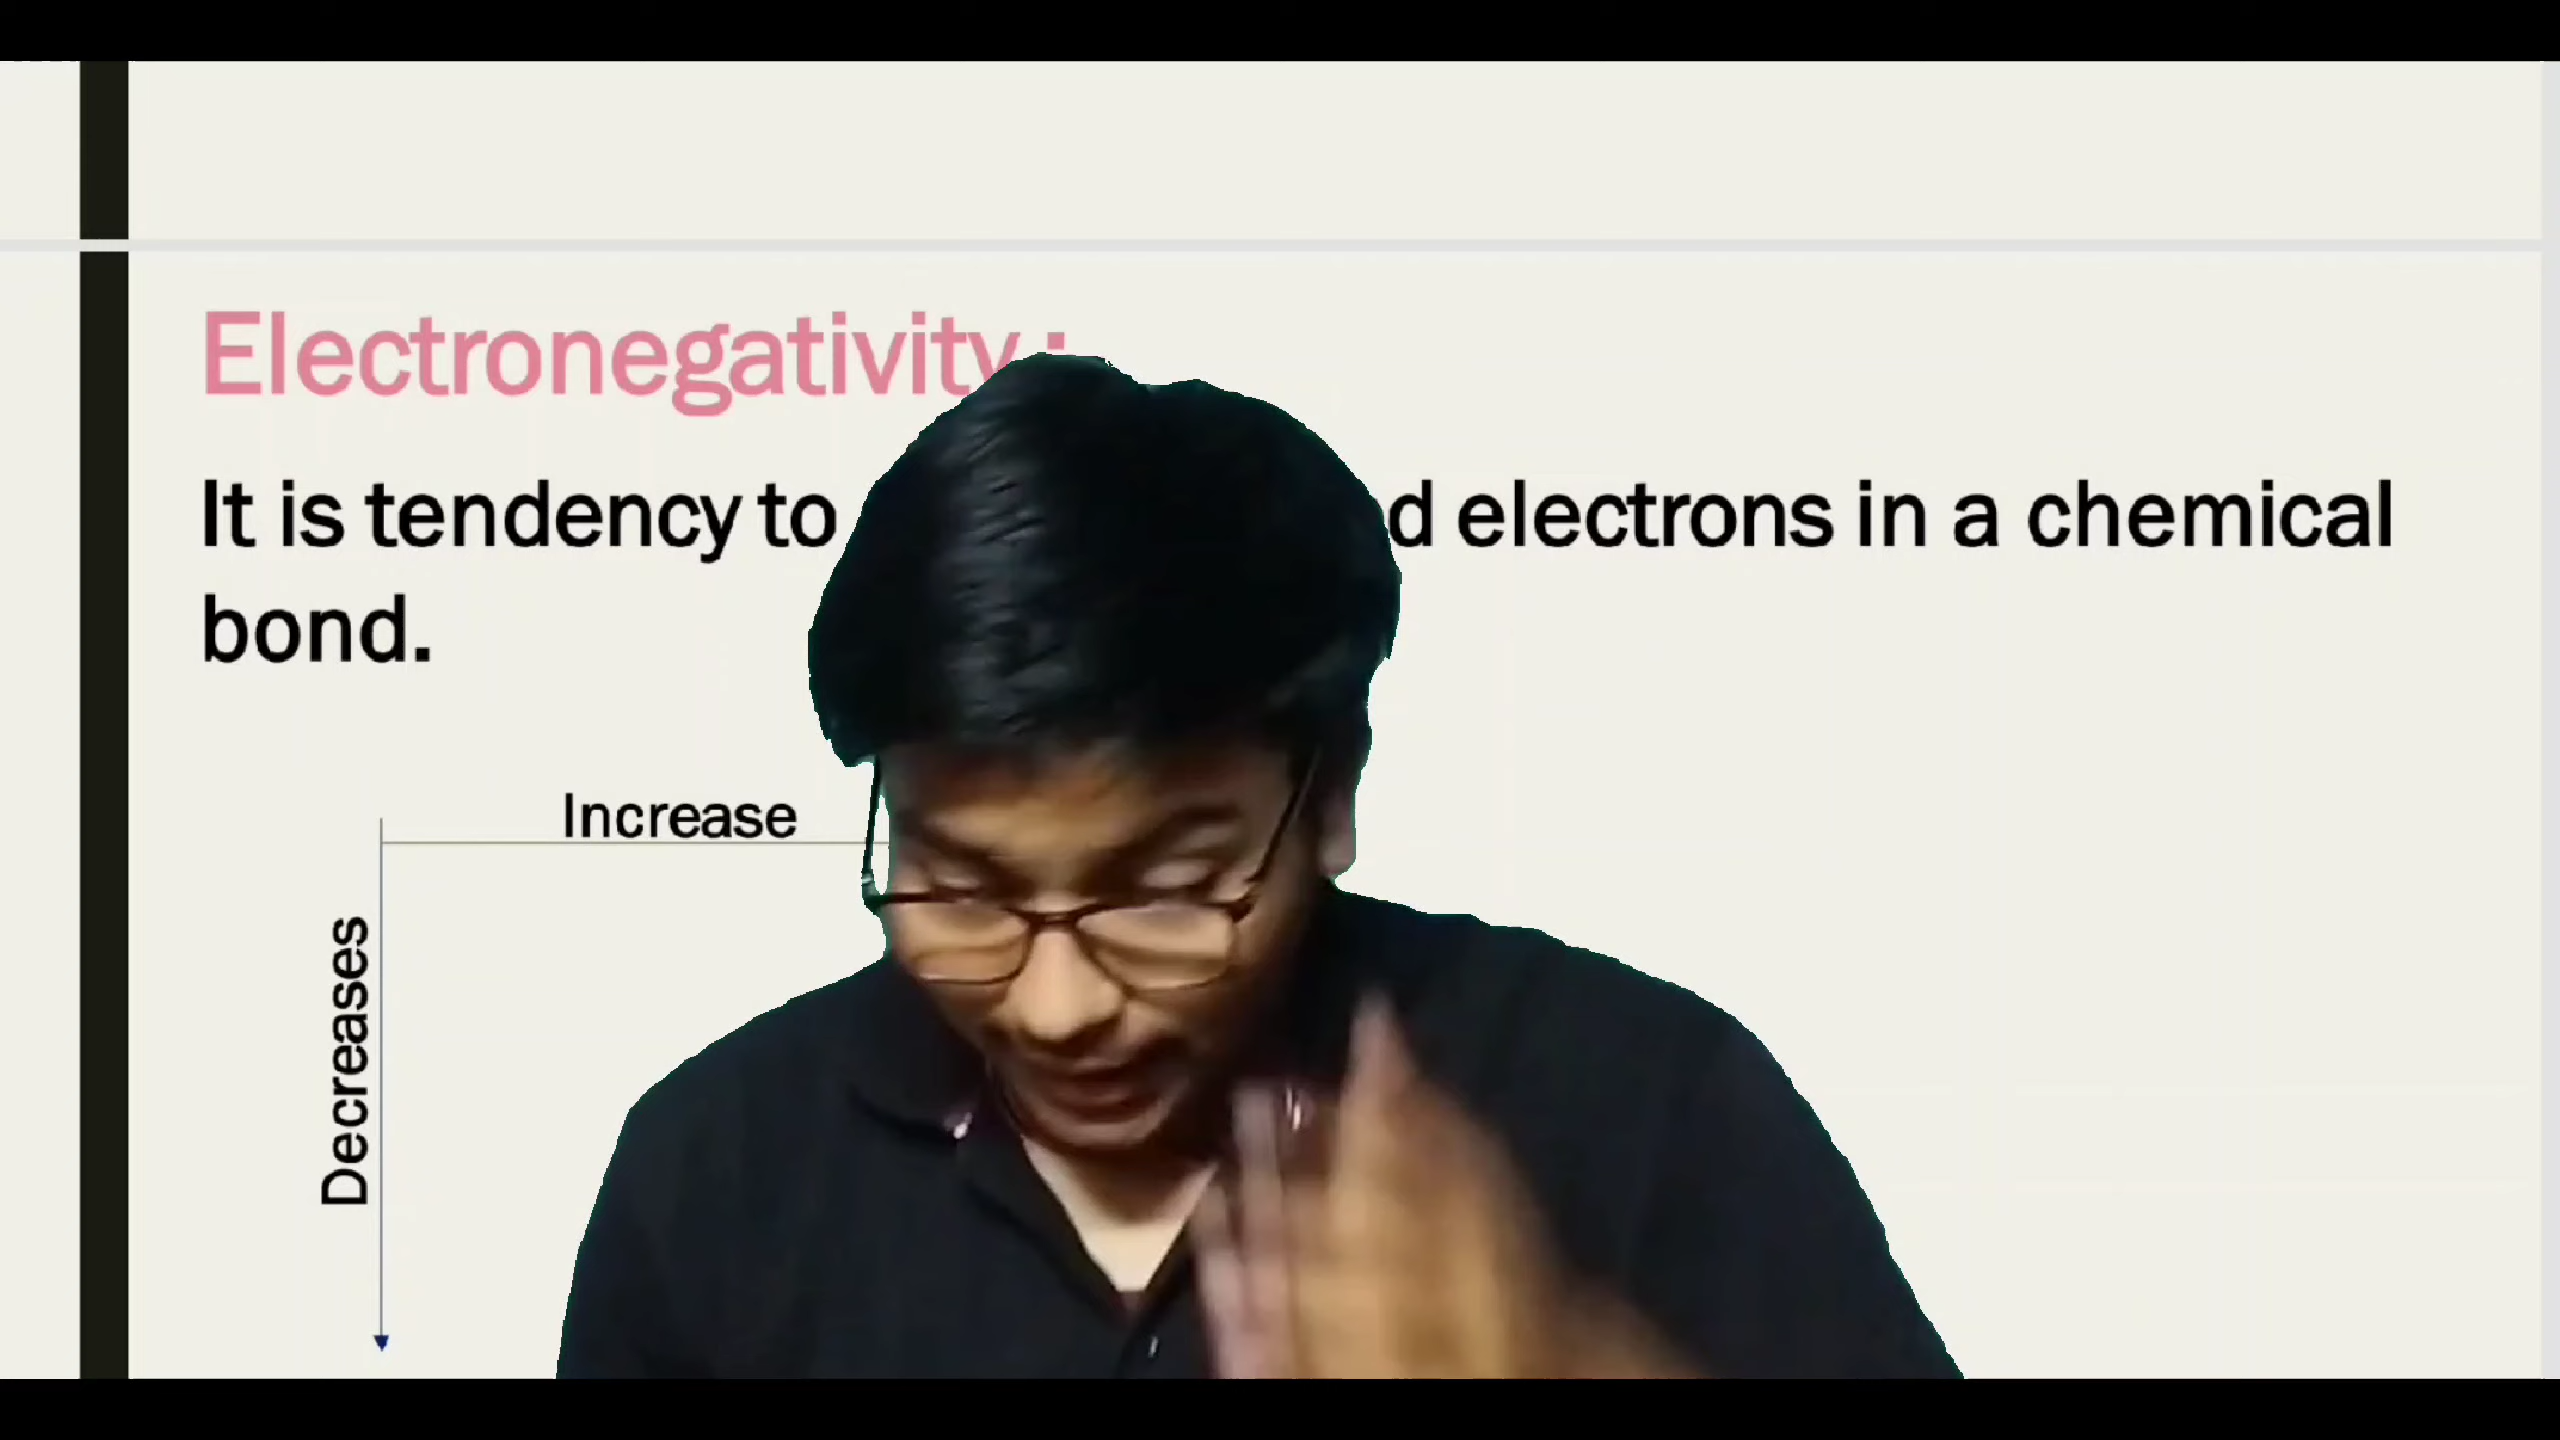 Electronegativity :
It is tendency to electrons in a chemical
bond.
Increase
Decreases